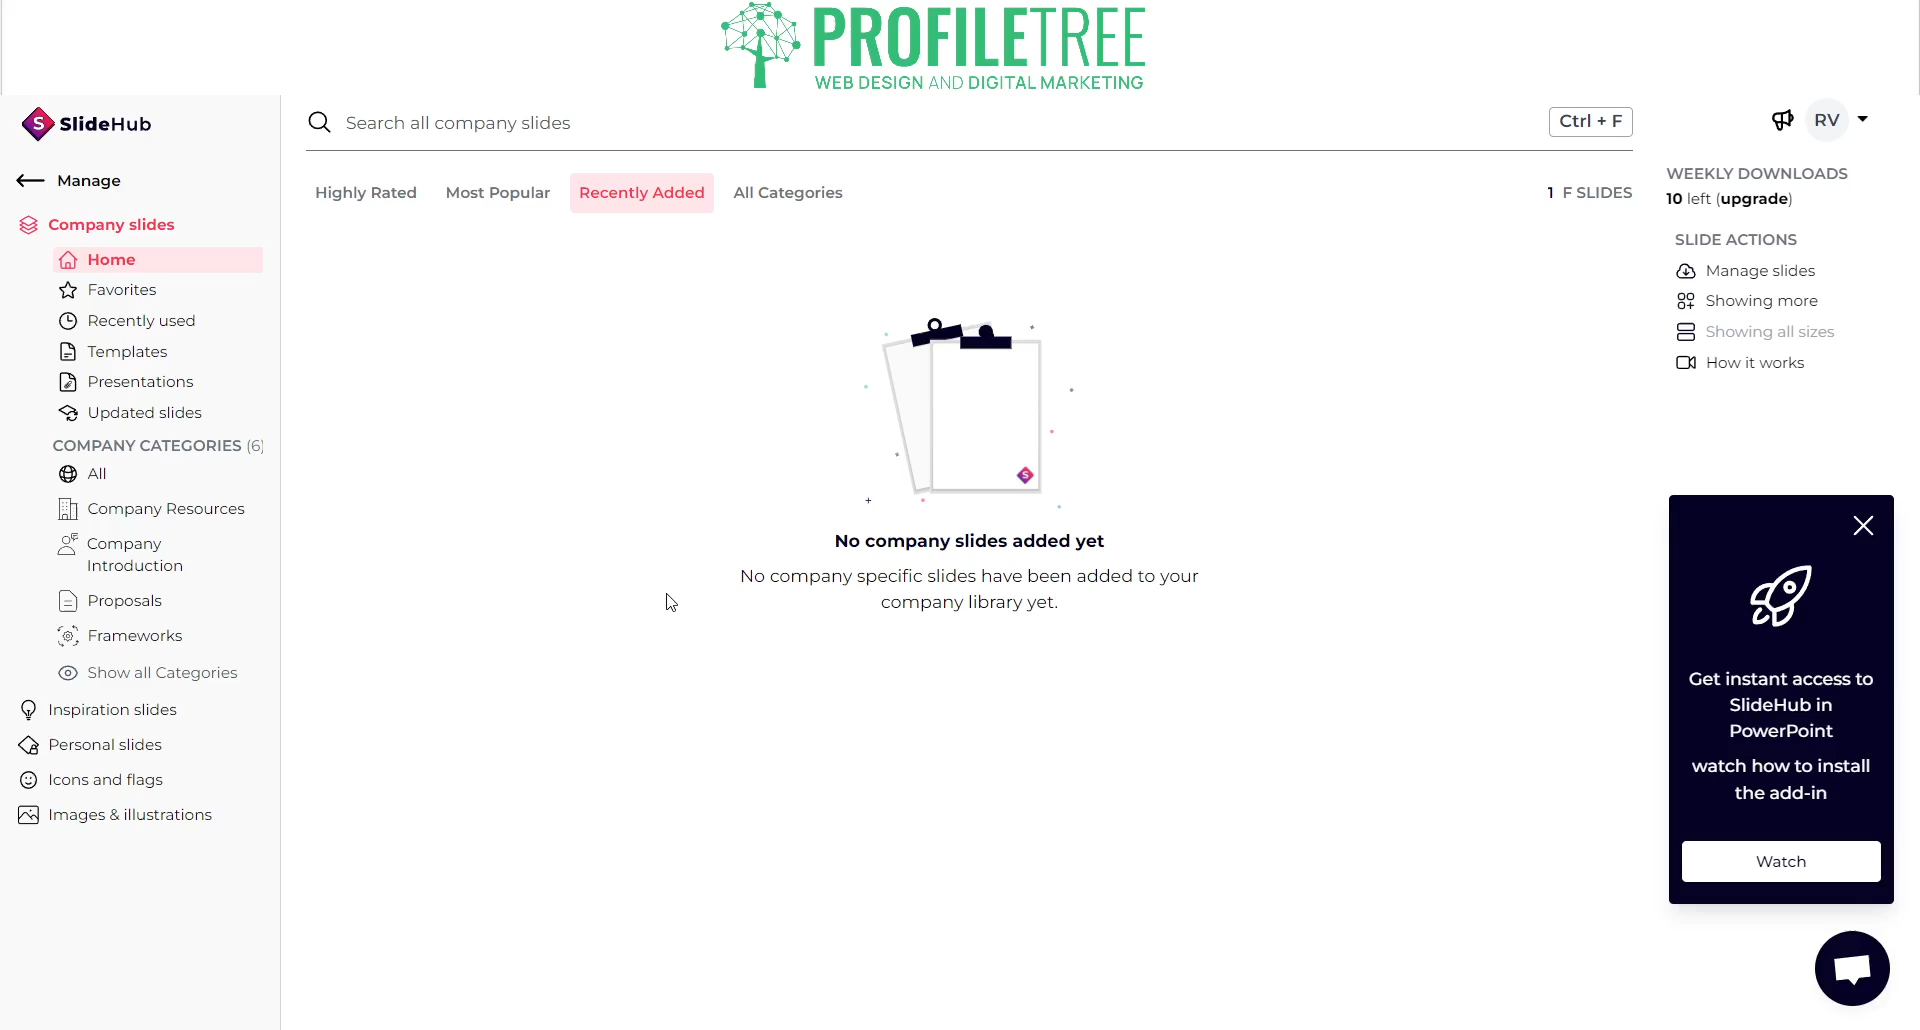 PROFILETREE
WEB DESIGN AND DIGITAL MARKETING
S SlideHub
Search all company slides
Ctrl + F
RV
Manage
Company slides
Home
Favorites
Recently used
Templates
Presentations
Updated slides
COMPANY CATEGORIES (6)
All
Company Resources
Company
Introduction
Proposals
Frameworks
Show all Categories
Inspiration slides
Personal slides
Icons and flags
Images & illustrations
Highly Rated
Most Popular
Recently Added
All Categories
1 F SLIDES
S
No company slides added yet
No company specific slides have been added to your
company library yet.
WEEKLY DOWNLOADS
10 left (upgrade)
SLIDE ACTIONS
Manage slides
Showing more
Showing all sizes
How it works
Get instant access to
SlideHub in
PowerPoint
watch how to install
the add-in
Watch